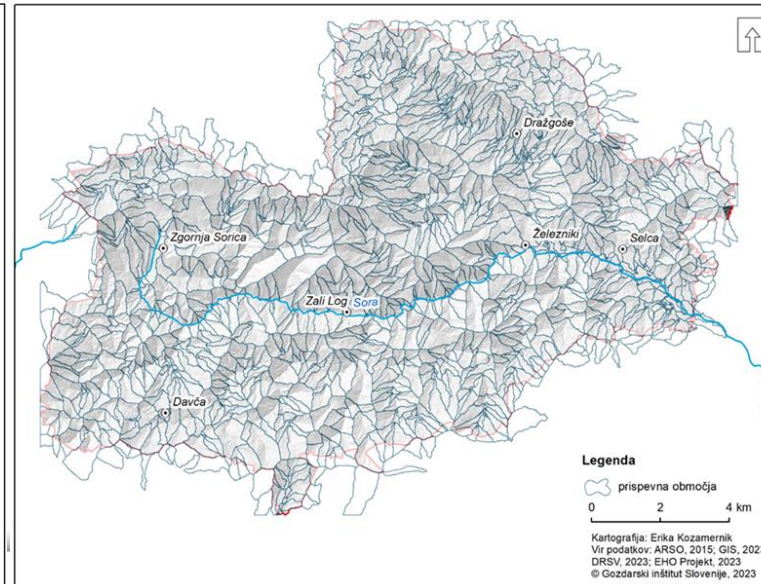 Dražgoše
Zgornja Sorica
Železniki
Selca
Zali Log Sora
Davča
Legenda
prispevna območja
0 2 4 km
Kartografija: Erika Kozamernik
Vir podatkov: ARSO, 2015; GIS, 2023
DRSV, 2023; EHO Projekt, 2023
© Gozdarski inštitut Slovenije, 2023